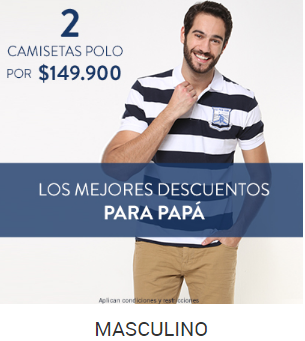 2
CAMISETAS POLO
POR $149.900
LOS MEJORES DESCUENTOS
PARA PAPÁ
Aplican condiciones y restricciones
MASCULINO